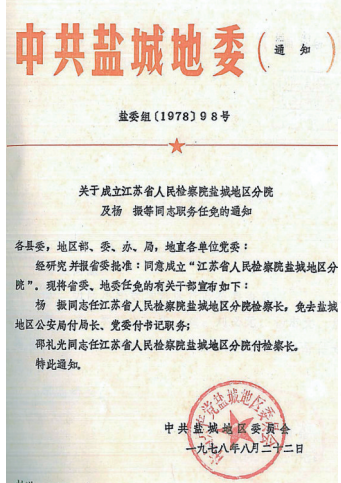 中共盐城地委（通知）
盐委组〔1978〕98号
关于成立江苏省人民检察院盐城地区分院
及杨　振等同志职务任免的通知
各县委，地区部、委、办、局，地直各单位党委：
经研究并报省委批准：同意成立“江苏省人民检察院盐城地区分
院”。现将省委、地委任免的有关干部宣布如下：
杨　振同志任江苏省人民检察院盐城地区分院检察长，免去盐城
地区公安局付局长、党委付书记职务；
邵礼光同志任江苏省人民检察院盐城地区分院付检察长。
特此通知。
中共盐城地区委员会
一九七八年八月二十二日